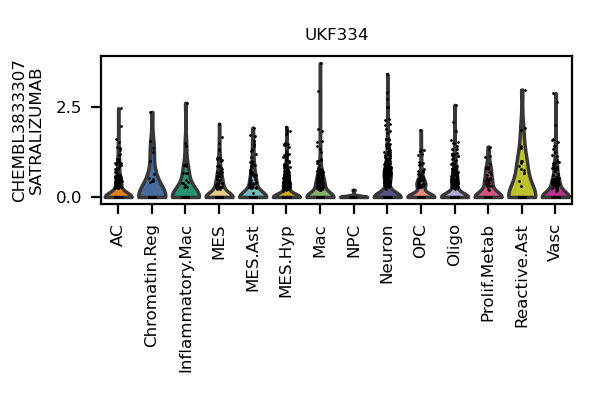 UKF334
CHEMBL3833307
SATRALIZUMAB
2.5
0.0
AC
Chromatin.Reg
Inflammatory.Mac
MES
MES.Ast
MES.Hyp
Mac
NPC
Neuron
OPC
Oligo
Prolif.Metab
Reactive.Ast
Vasc